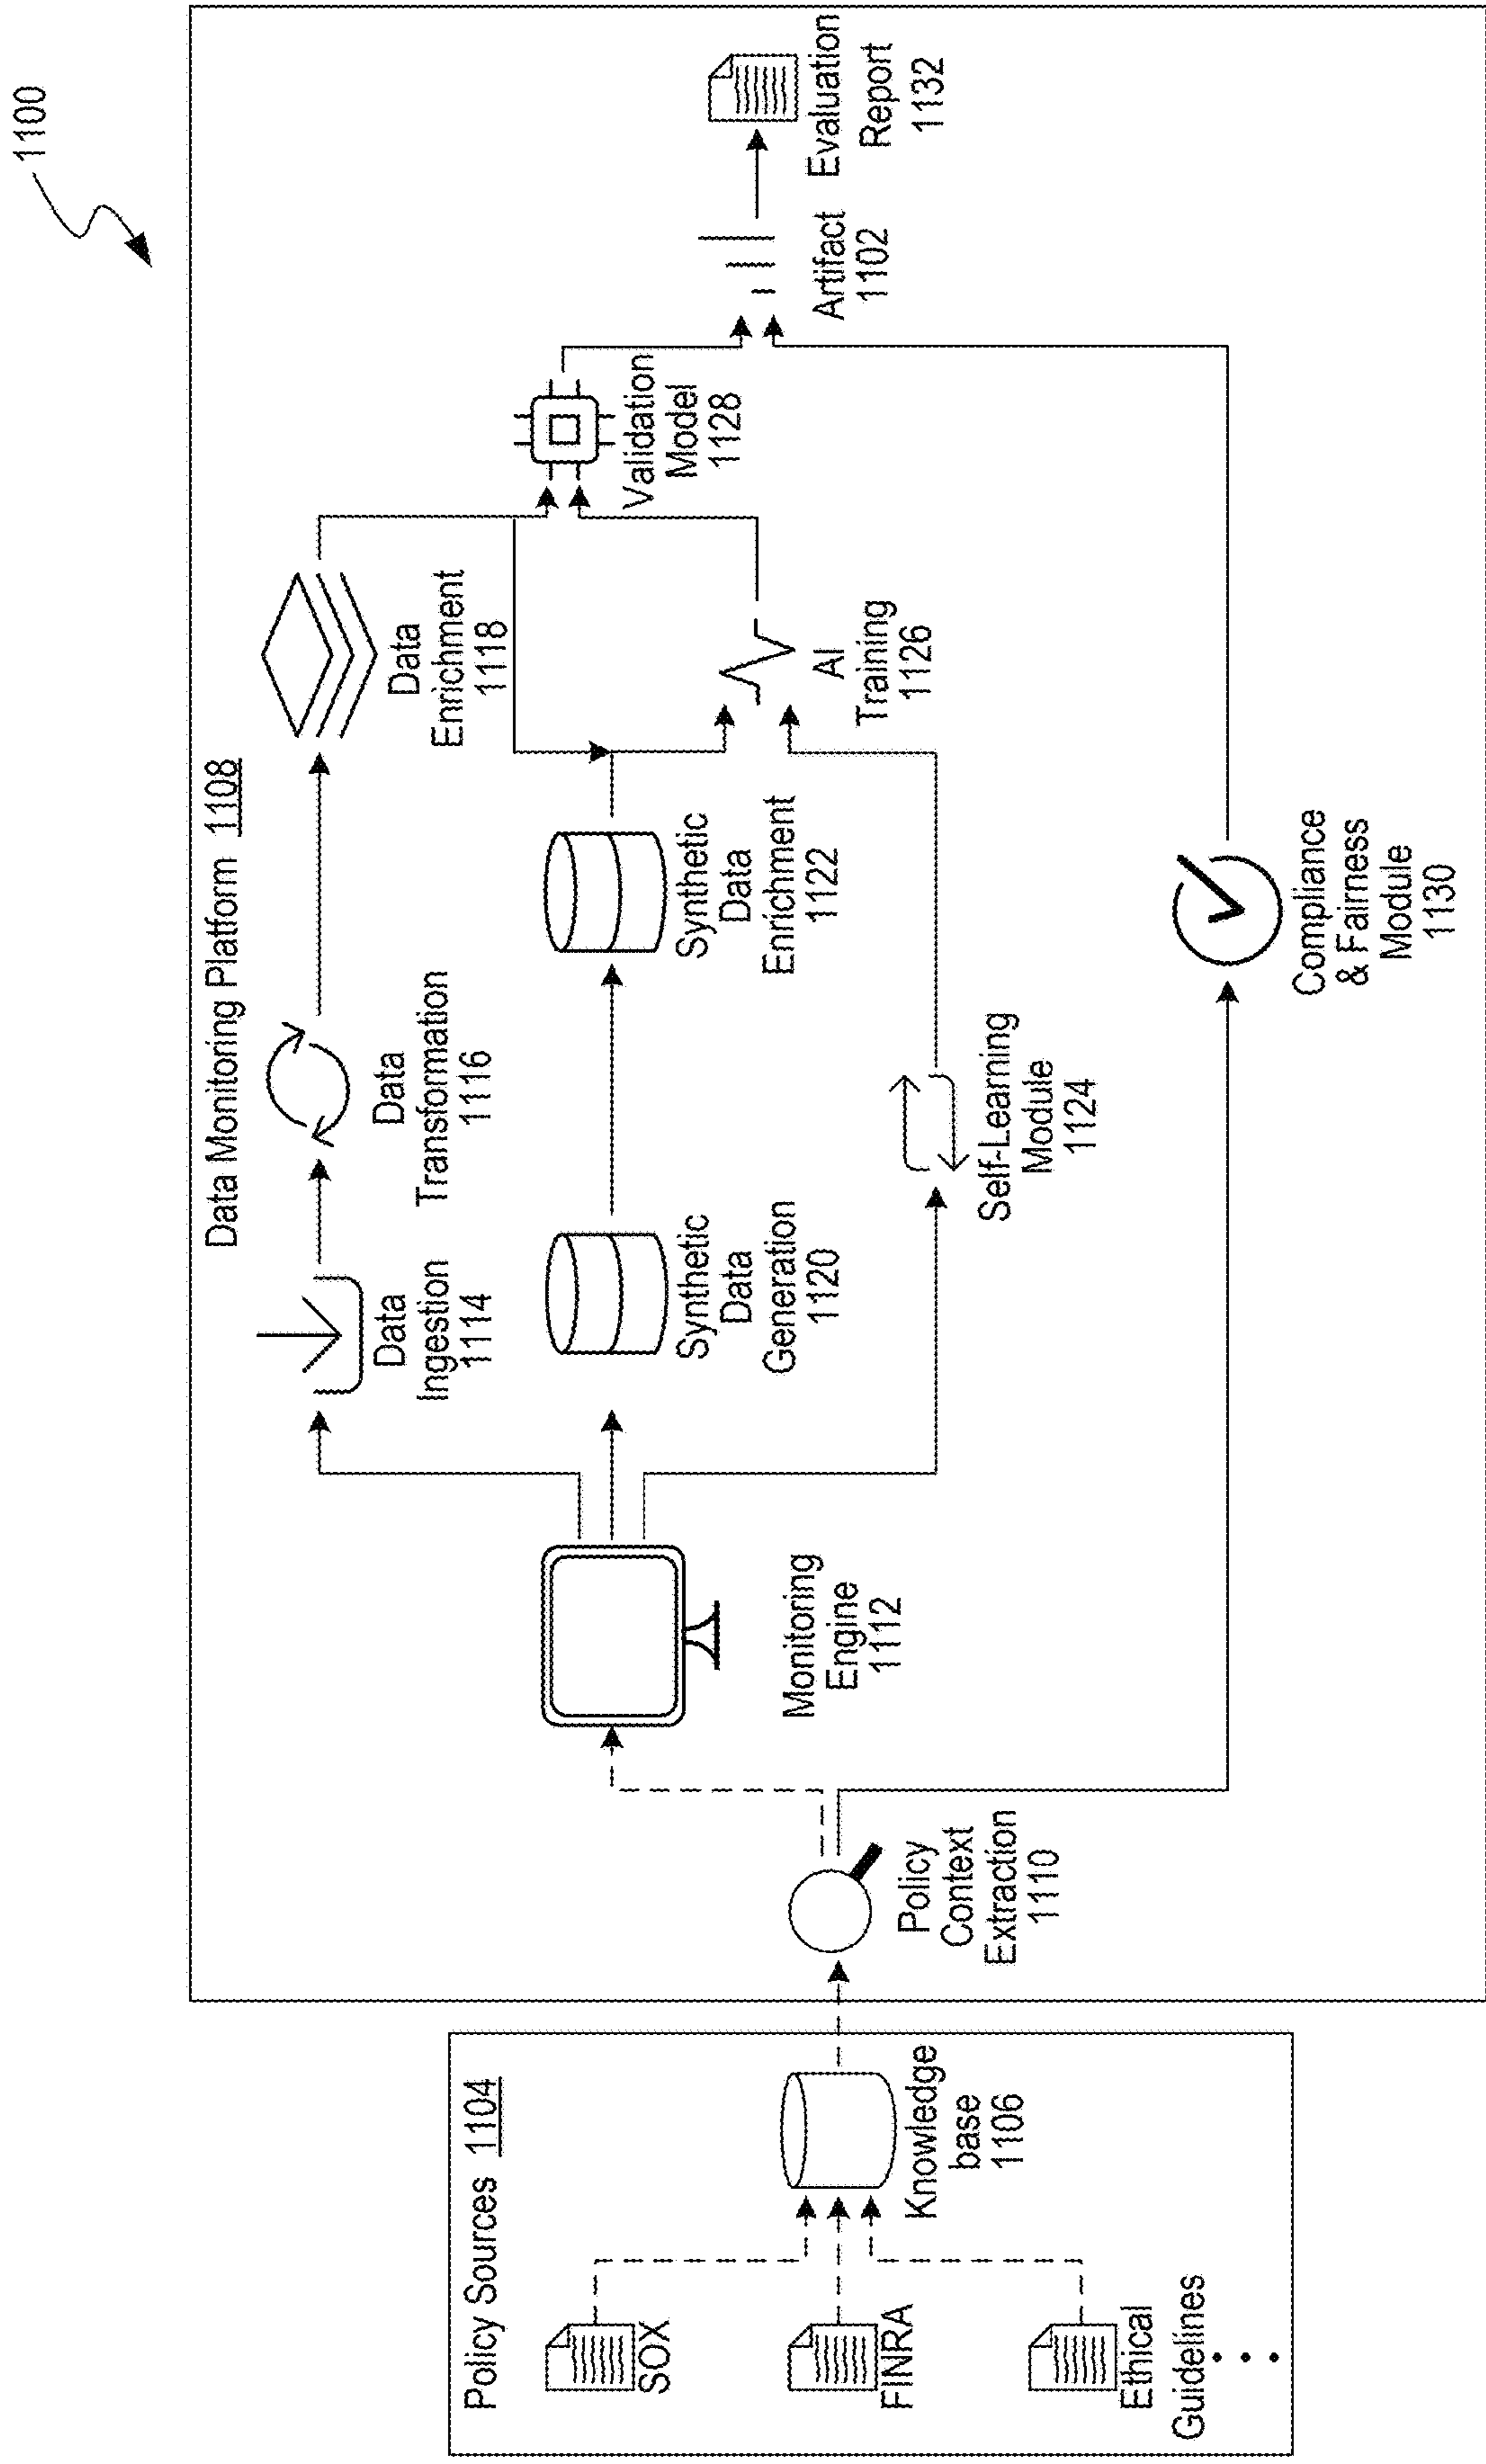 1100
Policy Sources 1104
SOX
FINRA
Ethical
Guidelines
Knowledge
base
1106
Data Monitoring Platform 1108
Policy
Context
Extraction
1110
Monitoring
Engine
1112
Data
Ingestion
1114
Data
Transformation
1116
Data
Enrichment
1118
Synthetic
Data
Generation
1120
Synthetic
Data
Enrichment
1122
Self-Learning
Module
1124
AI
Training
1126
Validation
Model
1128
Compliance
& Fairness
Module
1130
Artifact
1102
Evaluation
Report
1132